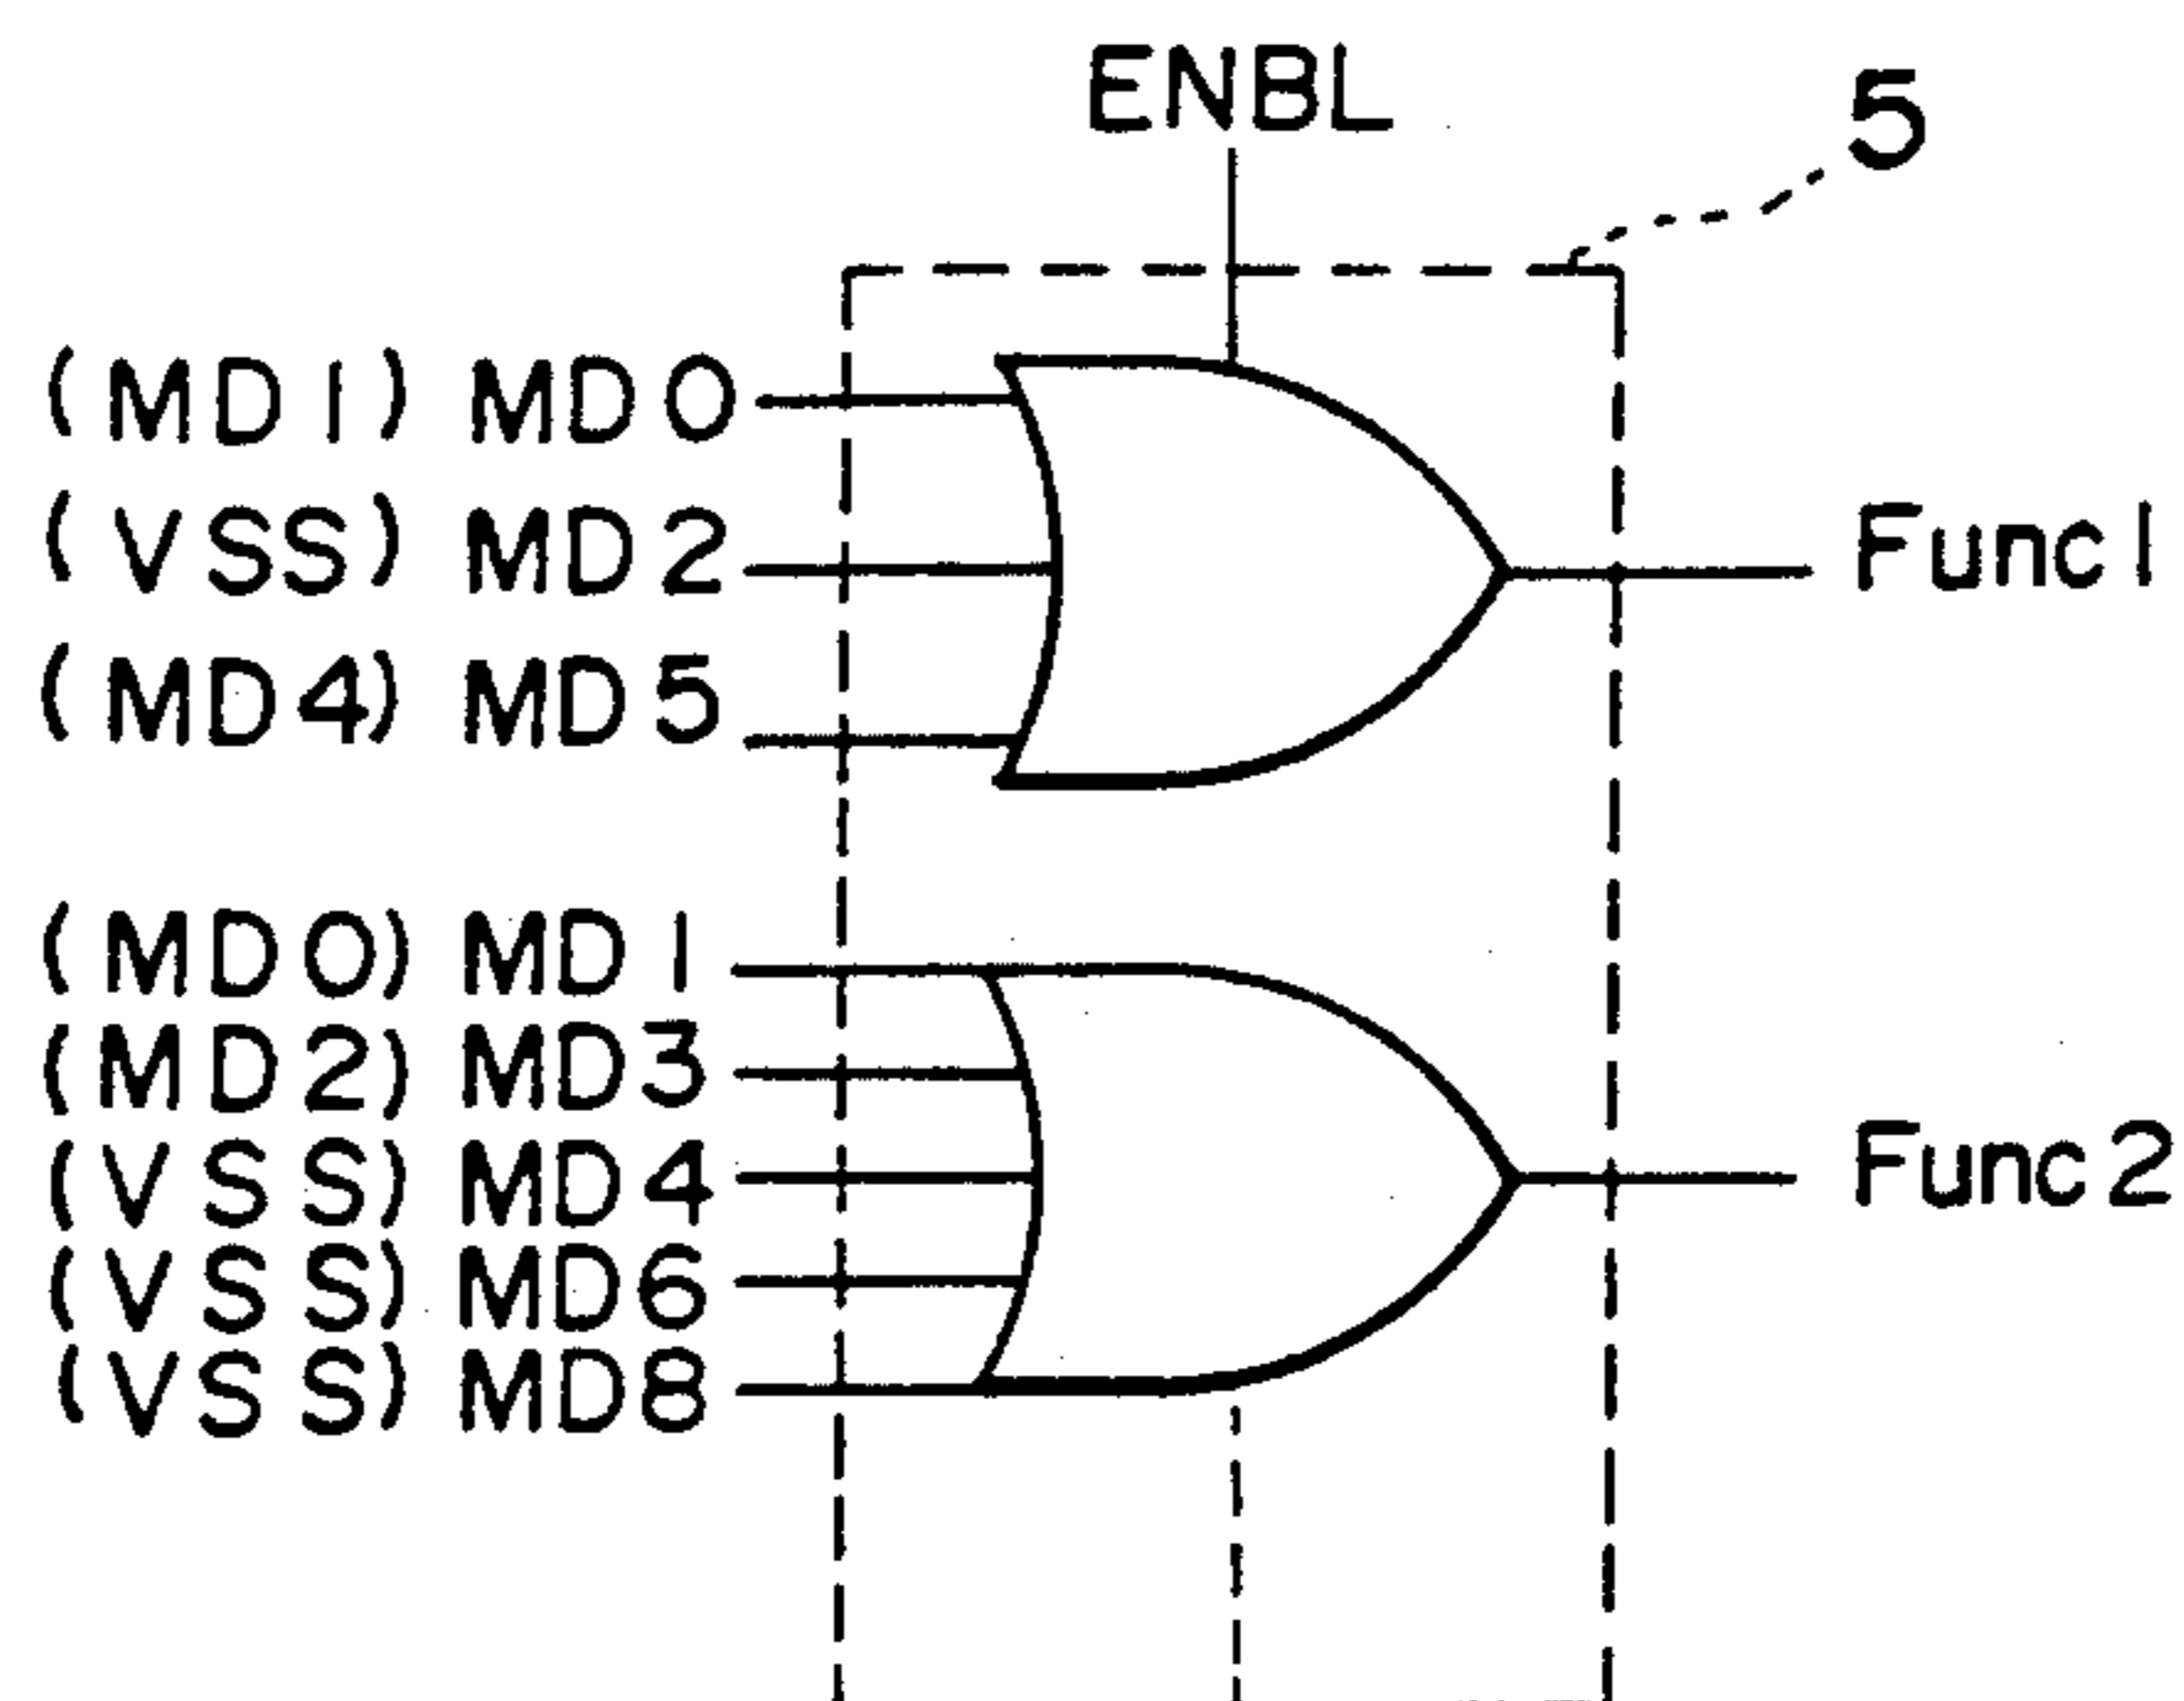 ENBL
5
(MD1) MD0
(VSS) MD2
Func1
(MD4) MD5
(MD0) MD1
(MD2) MD3
(VSS) MD4
Func2
(VSS) MD6
(VSS) MD8